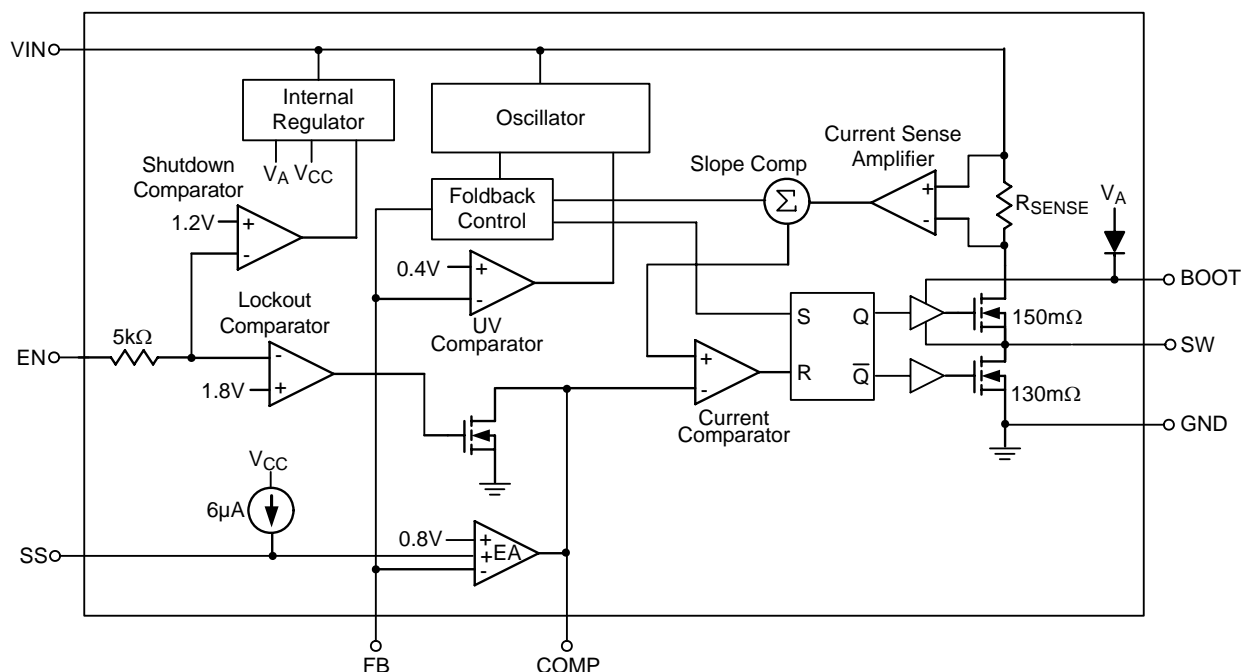 VIN
Internal
Regulator
Oscillator
Current Sense
Amplifier
Shutdown
Comparator
VA VCC
Slope Comp
Foldback
Control
Σ
+
-
RSENSE
VA
1.2V
+
-
0.4V
+
-
BOOT
Lockout
Comparator
UV
Comparator
S Q
150mΩ
5kΩ
EN
-
+
1.8V
+
-
R Q̅
SW
130mΩ
Current
Comparator
GND
VCC
6µA
0.8V
+
+
-
EA
SS
FB
COMP